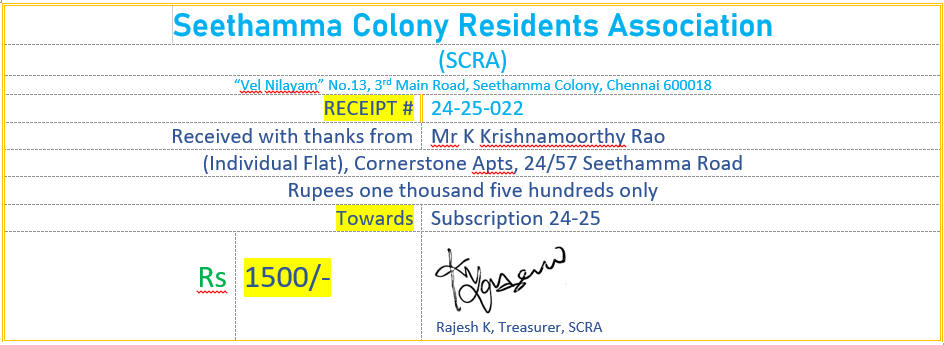 Seethamma Colony Residents Association
(SCRA)
“Vel Nilayam” No.13, 3rd Main Road, Seethamma Colony, Chennai 600018
RECEIPT # 24-25-022
Received with thanks from Mr K Krishnamoorthy Rao
(Individual Flat), Cornerstone Apts, 24/57 Seethamma Road
Rupees one thousand five hundreds only
Towards Subscription 24-25
Rs 1500/-
Rajesh K, Treasurer, SCRA